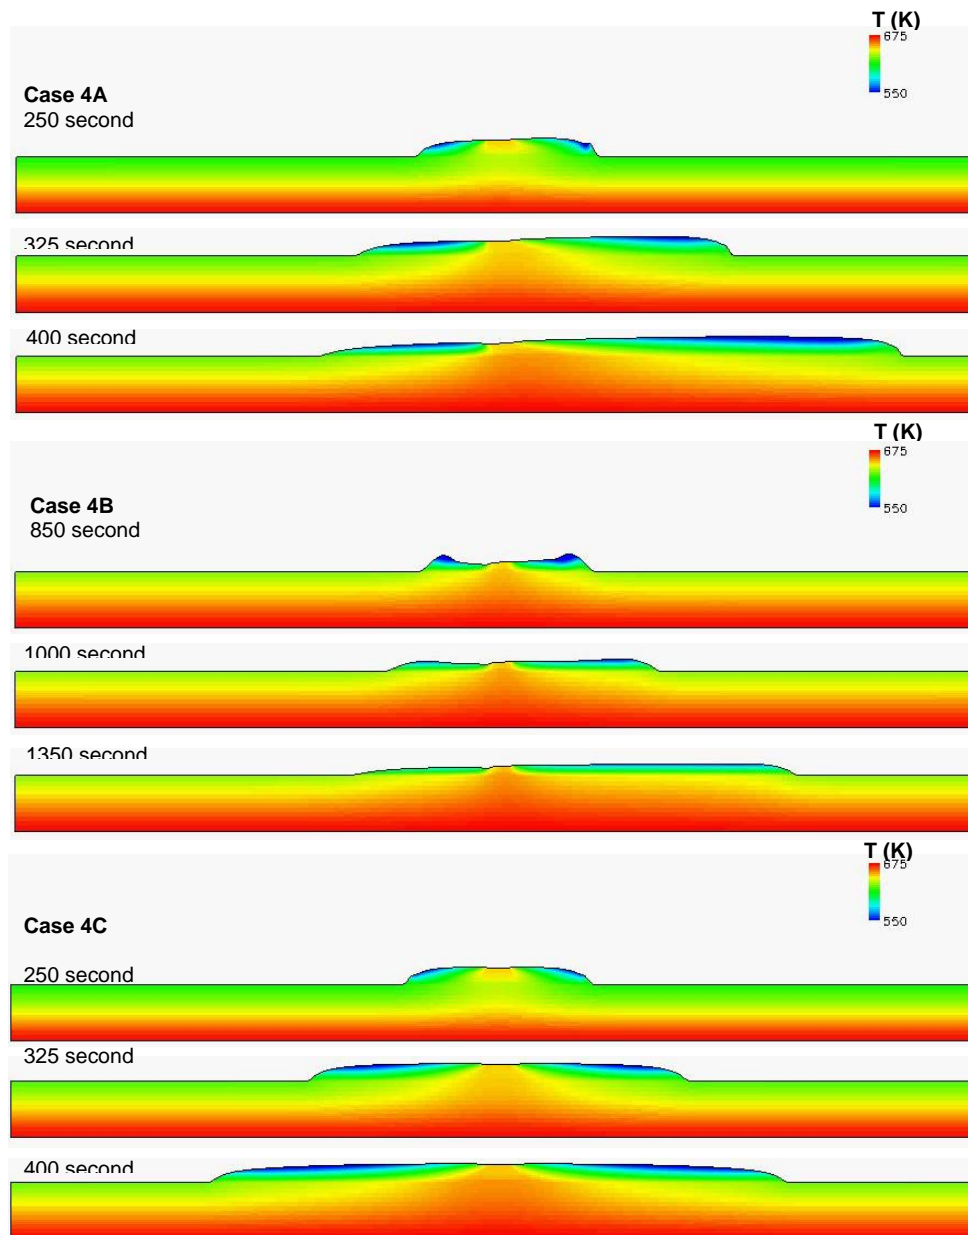 T (K)
675
Case 4A
550
250 second
325 second
400 second
T (K)
675
Case 4B
550
850 second
1000 second
1350 second
T (K)
675
550
Case 4C
250 second
325 second
400 second